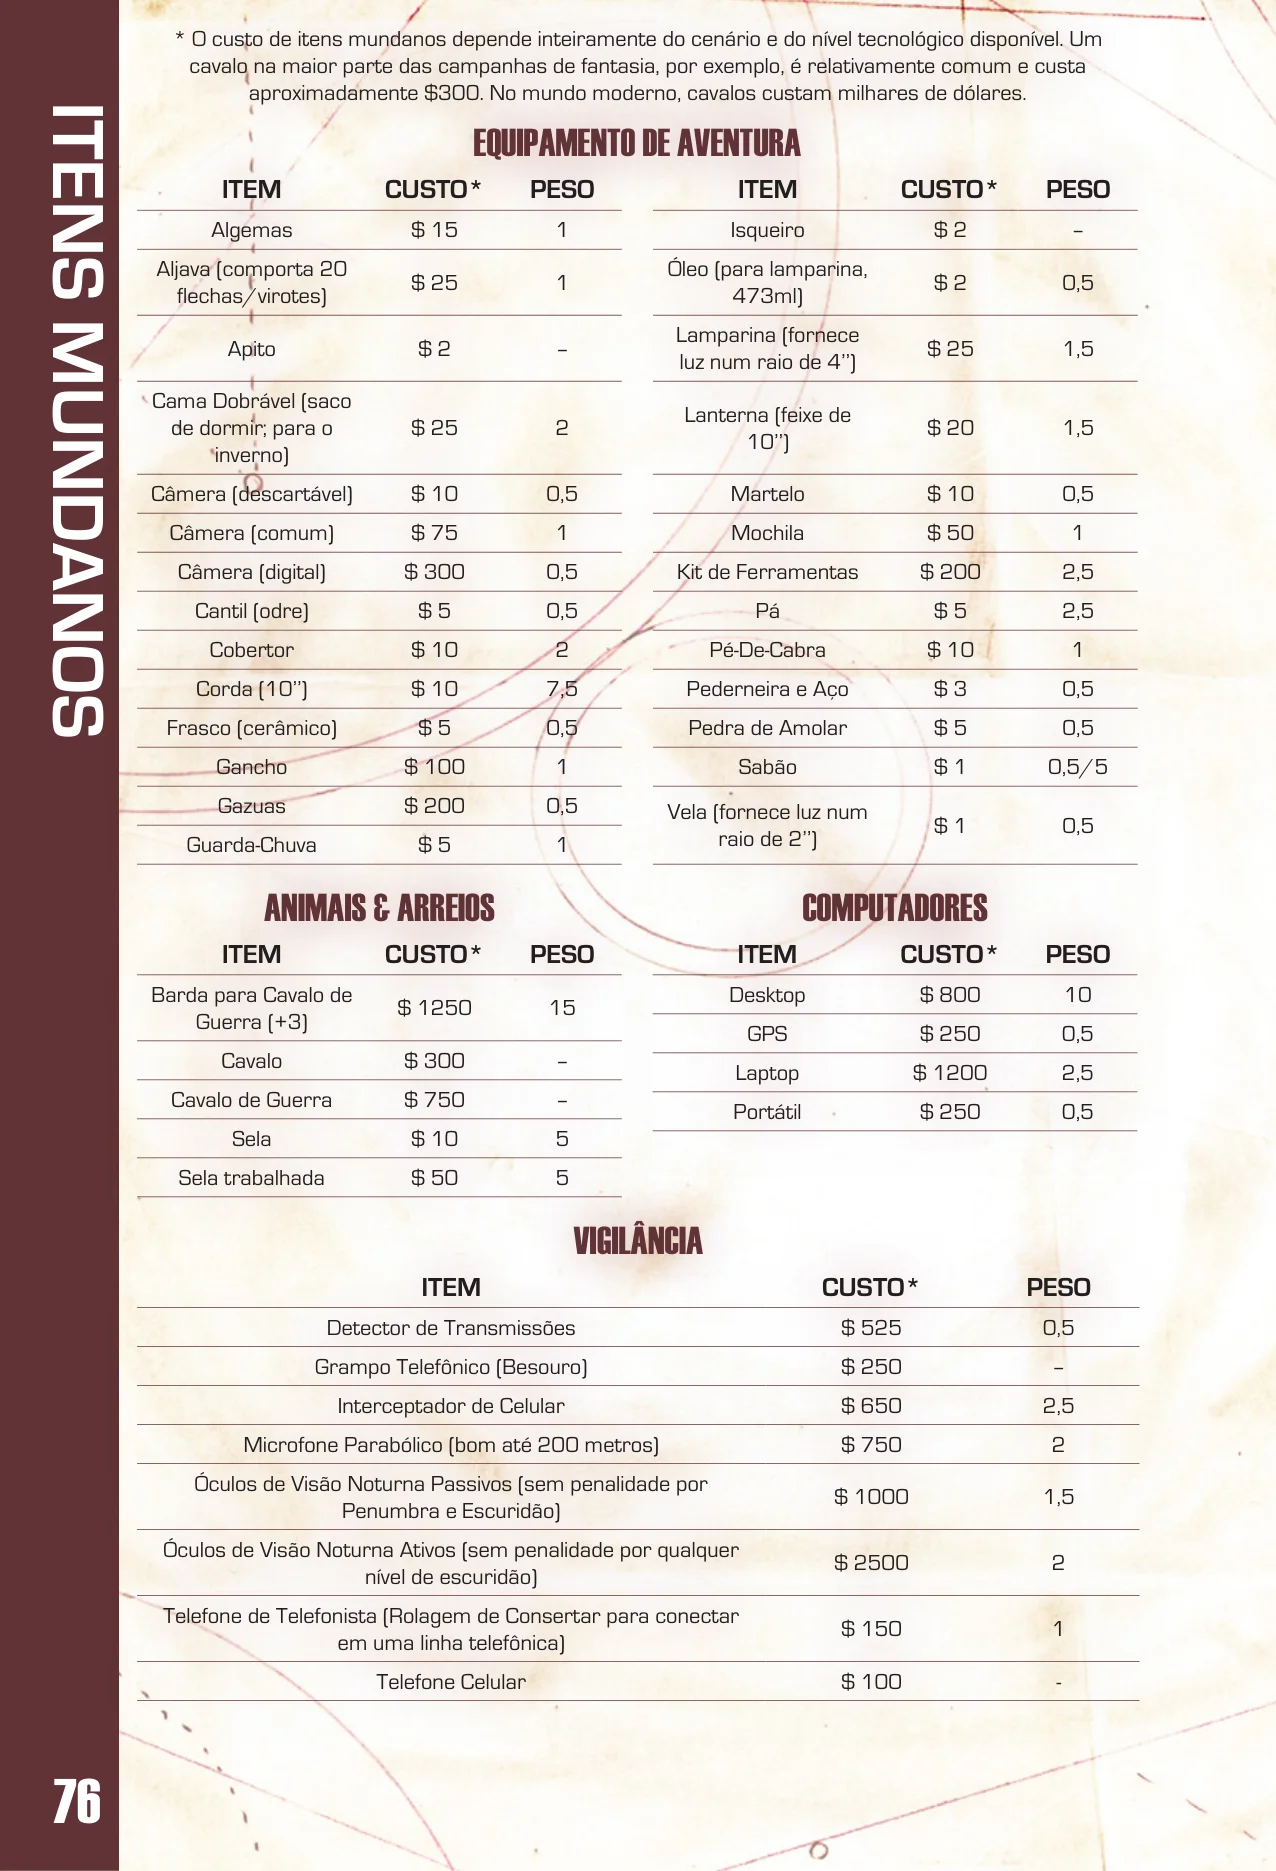 * O custo de itens mundanos depende inteiramente do cenário e do nível tecnológico disponível. Um
cavalo na maior parte das campanhas de fantasia, por exemplo, é relativamente comum e custa
aproximadamente $300. No mundo moderno, cavalos custam milhares de dólares.
ITENS MUNDANOS
EQUIPAMENTO DE AVENTURA
ITEM CUSTO* PESO
Algemas $ 15 1
Aljava (comporta 20
flechas/virotes) $ 25 1
Apito $ 2 –
Cama Dobrável (saco
de dormir; para o
inverno) $ 25 2
Câmera (descartável) $ 10 0,5
Câmera (comum) $ 75 1
Câmera (digital) $ 300 0,5
Cantil (odre) $ 5 0,5
Cobertor $ 10 2
Corda (10”) $ 10 7,5
Frasco (cerâmico) $ 5 0,5
Gancho $ 100 1
Gazuas $ 200 0,5
Guarda-Chuva $ 5 1
ITEM CUSTO* PESO
Isqueiro $ 2 –
Óleo (para lamparina,
473ml) $ 2 0,5
Lamparina (fornece
luz num raio de 4”) $ 25 1,5
Lanterna (feixe de
10”) $ 20 1,5
Martelo $ 10 0,5
Mochila $ 50 1
Kit de Ferramentas $ 200 2,5
Pá $ 5 2,5
Pé-De-Cabra $ 10 1
Pederneira e Aço $ 3 0,5
Pedra de Amolar $ 5 0,5
Sabão $ 1 0,5/5
Vela (fornece luz num
raio de 2”) $ 1 0,5
ANIMAIS & ARREIOS
ITEM CUSTO* PESO
Barda para Cavalo de
Guerra (+3) $ 1250 15
Cavalo $ 300 –
Cavalo de Guerra $ 750 –
Sela $ 10 5
Sela trabalhada $ 50 5
COMPUTADORES
ITEM CUSTO* PESO
Desktop $ 800 10
GPS $ 250 0,5
Laptop $ 1200 2,5
Portátil $ 250 0,5
VIGILÂNCIA
ITEM CUSTO* PESO
Detector de Transmissões $ 525 0,5
Grampo Telefônico (Besouro) $ 250 –
Interceptador de Celular $ 650 2,5
Microfone Parabólico (bom até 200 metros) $ 750 2
Óculos de Visão Noturna Passivos (sem penalidade por
Penumbra e Escuridão) $ 1000 1,5
Óculos de Visão Noturna Ativos (sem penalidade por qualquer
nível de escuridão) $ 2500 2
Telefone de Telefonista (Rolagem de Consertar para conectar
em uma linha telefônica) $ 150 1
Telefone Celular $ 100 -
76